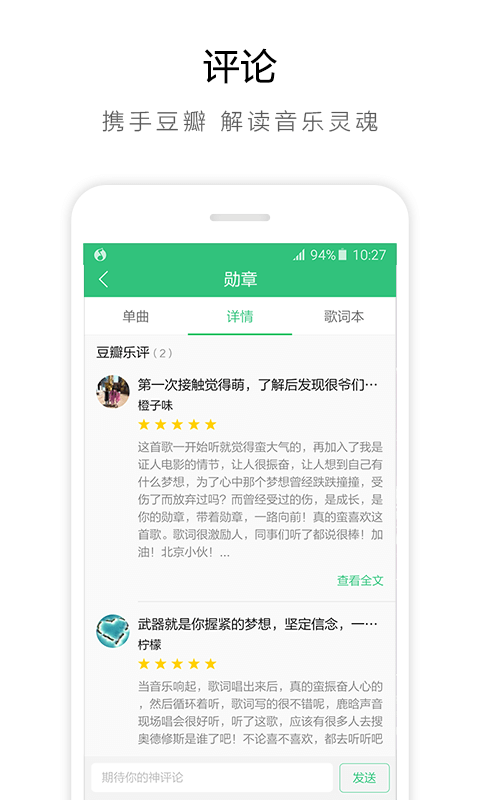 评论
携手豆瓣 解读音乐灵魂
94% 10:27
勋章
单曲 详情 歌词本
豆瓣乐评（2）
第一次接触觉得萌，了解后发现很爷们…
橙子味
这首歌一开始听就觉得蛮大气的，再加入了我是
证人电影的情节，让人很振奋，让人想到自己有
什么梦想，为了心中那个梦想曾经跌跌撞撞，受
伤了而放弃过吗？而曾经受过的伤，是成长，是
你的勋章，带着勋章，一路向前！真的蛮喜欢这
首歌。歌词很激励人，同事们听了都说很棒！加
油！北京小伙！...
查看全文
武器就是你握紧的梦想，坚定信念，一…
柠檬
当音乐响起，歌词唱出来后，真的蛮振奋人心的
，然后循环着听，歌词写的很不错呢，鹿晗声音
现场唱会很好听，听了这歌，应该有很多人去搜
奥德修斯是谁了吧！不论喜不喜欢，都去听听吧
期待你的神评论 发送